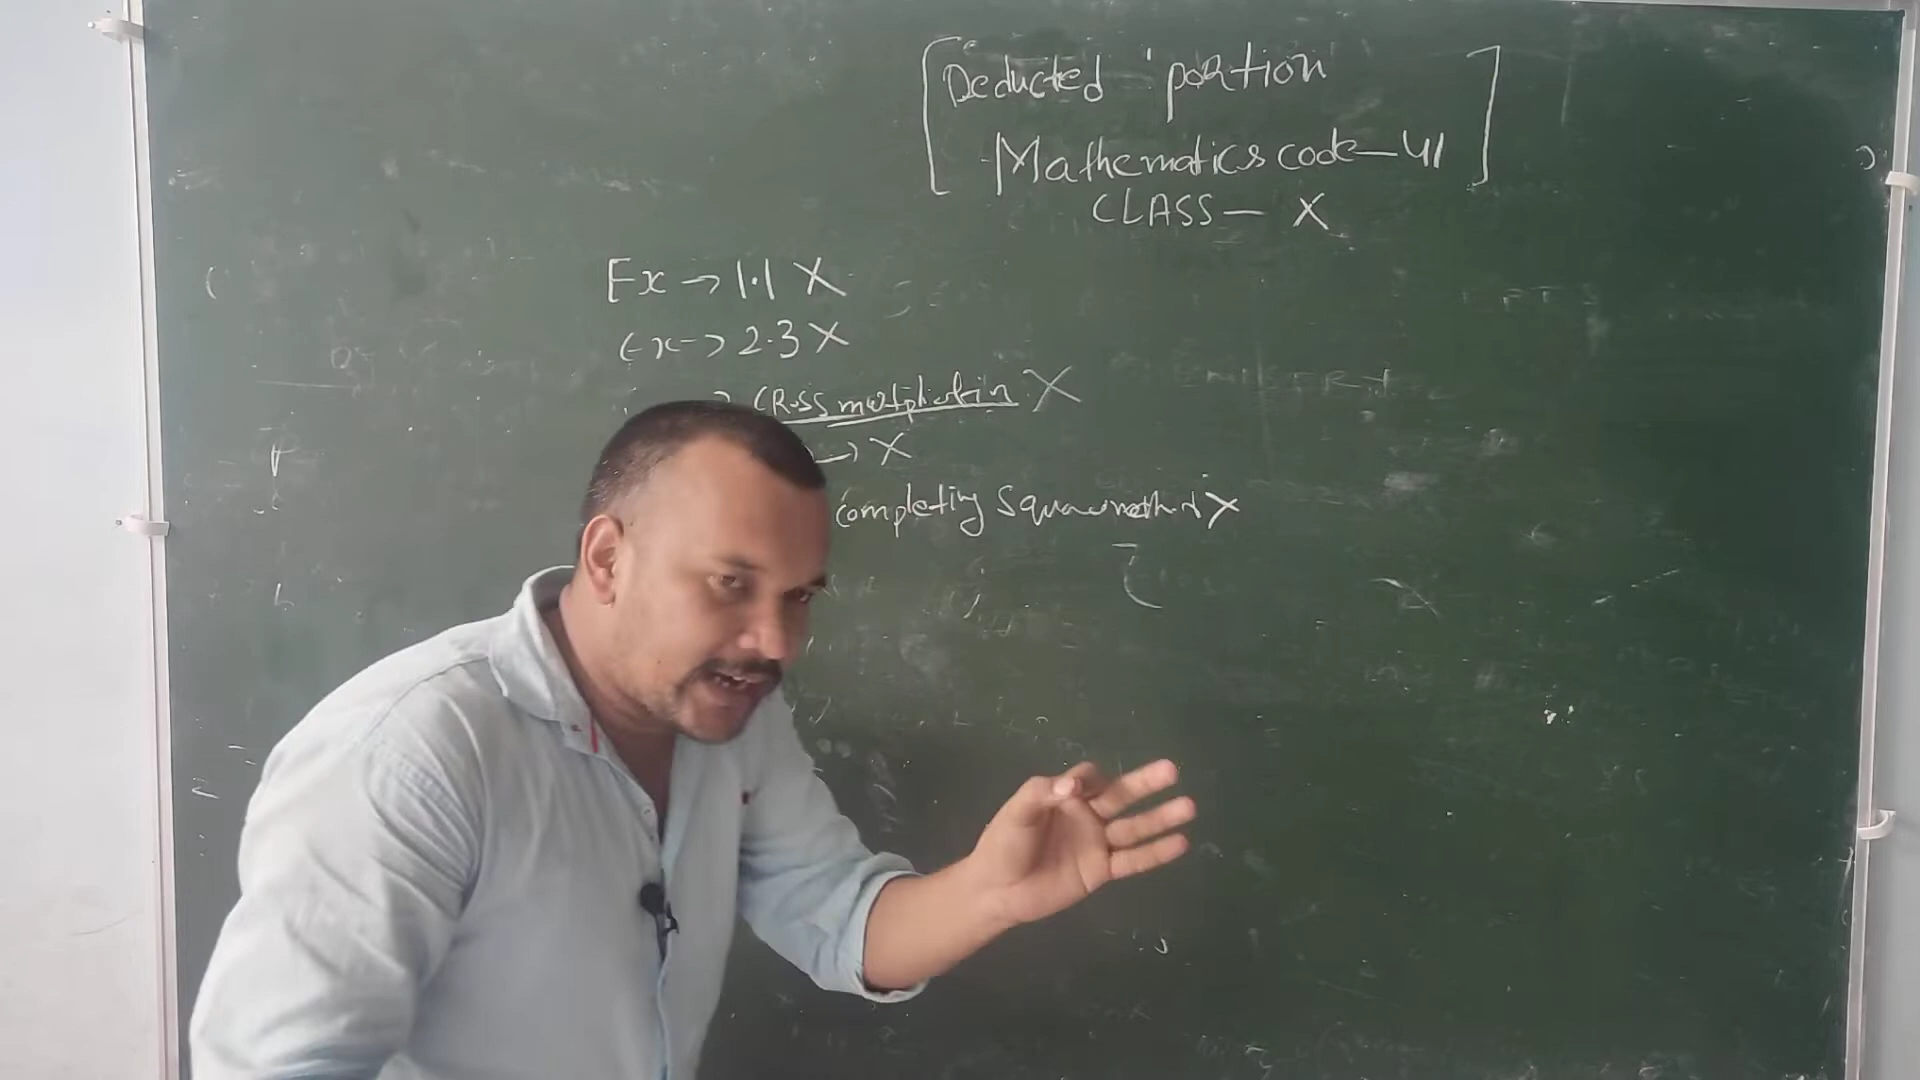 [Deducted portion
Mathematics code-41]
CLASS - X
Ex → 1.1 X
Ex → 2.3 X
Cross multiplication X
→ X
completing square method X